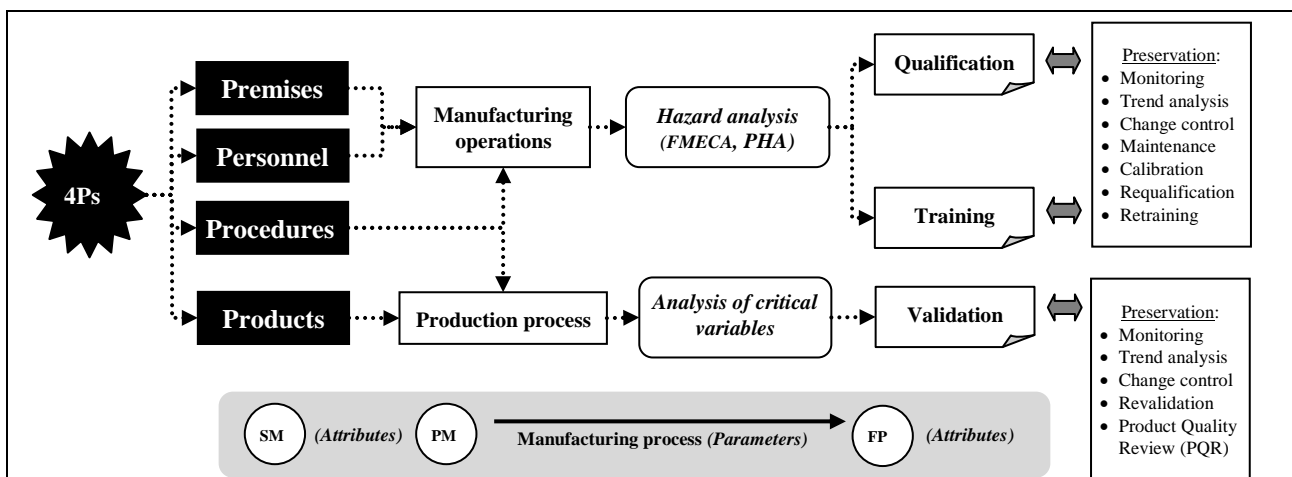 4Ps
Premises
Personnel
Procedures
Products
Manufacturing
operations
Production process
Hazard analysis
(FMECA, PHA)
Analysis of critical
variables
Qualification
Training
Validation
Preservation:
• Monitoring
• Trend analysis
• Change control
• Maintenance
• Calibration
• Requalification
• Retraining
Preservation:
• Monitoring
• Trend analysis
• Change control
• Revalidation
• Product Quality
Review (PQR)
SM (Attributes) PM Manufacturing process (Parameters) FP (Attributes)